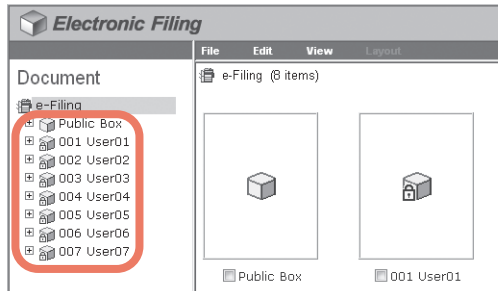 Electronic Filing
File Edit View Layout
Document
e-Filing
Public Box
001 User01
002 User02
003 User03
004 User04
005 User05
006 User06
007 User07
e-Filing (8 items)
Public Box 001 User01